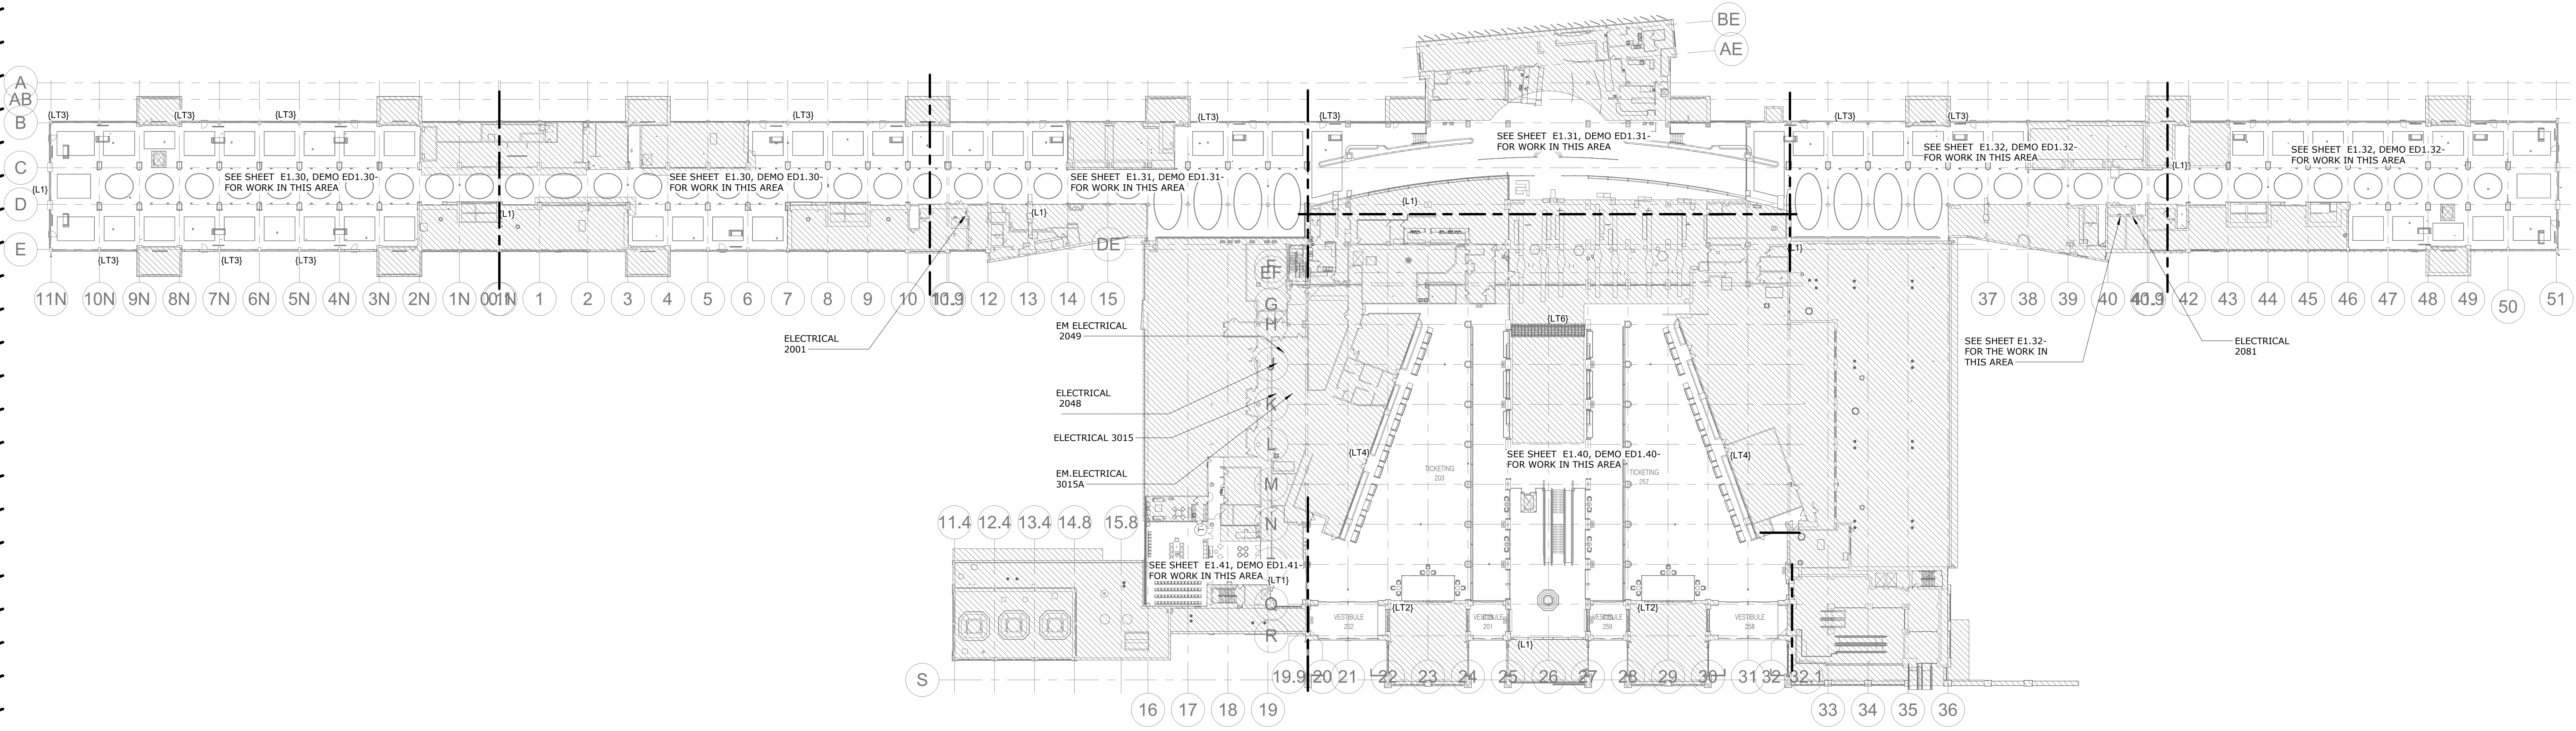 BE
AE
A
AB
B
C
D
E
{LT3}
{LT3}
{LT3}
{LT3}
{LT3}
{LT3}
{LT3}
{LT3}
{L1}
SEE SHEET E1.30, DEMO ED1.30-
FOR WORK IN THIS AREA
{L1}
SEE SHEET E1.30, DEMO ED1.30-
FOR WORK IN THIS AREA
SEE SHEET E1.31, DEMO ED1.31-
FOR WORK IN THIS AREA
{L1}
SEE SHEET E1.31, DEMO ED1.31-
FOR WORK IN THIS AREA
{L1}
SEE SHEET E1.32, DEMO ED1.32-
FOR WORK IN THIS AREA
{L1}
SEE SHEET E1.32, DEMO ED1.32-
FOR WORK IN THIS AREA
{L1}
{LT3}
{LT3}
{LT3}
DE
11N
10N
9N
8N
7N
6N
5N
4N
3N
2N
1N
0.1N
1
2
3
4
5
6
7
8
9
10
10.9
12
13
14
15
37
38
39
40
40.9
42
43
44
45
46
47
48
49
50
51
F
EF
G
H
J
K
L
M
N
Q
R
ELECTRICAL
2001
EM ELECTRICAL
2049
ELECTRICAL
2048
ELECTRICAL 3015
EM.ELECTRICAL
3015A
{LT6}
SEE SHEET E1.32-
FOR THE WORK IN
THIS AREA
ELECTRICAL
2081
{LT4}
TICKETING
203
SEE SHEET E1.40, DEMO ED1.40-
FOR WORK IN THIS AREA
TICKETING
257
{LT4}
11.4
12.4
13.4
14.8
15.8
T
SEE SHEET E1.41, DEMO ED1.41-
FOR WORK IN THIS AREA
{LT1}
{LT2}
{LT2}
VESTIBULE
202
VESTIBULE
201
VESTIBULE
259
VESTIBULE
258
{L1}
S
19.9
20
21
22
23
24
25
26
27
28
29
30
31
32
32.1
16
17
18
19
33
34
35
36